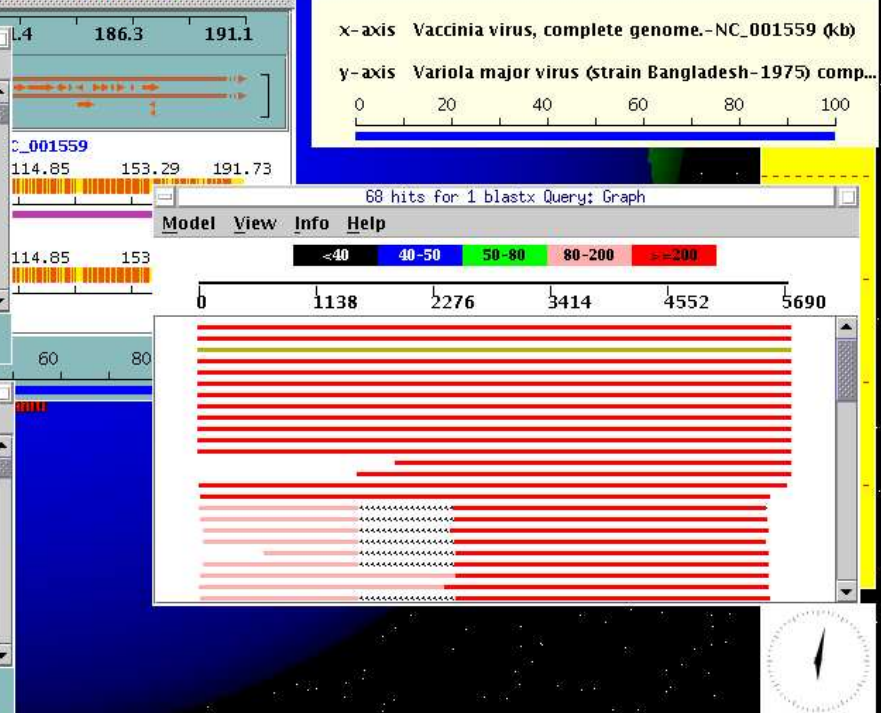 1.4 186.3 191.1
x-axis Vaccinia virus, complete genome.-NC_001559 (kb)
y-axis Variola major virus (strain Bangladesh-1975) comp...
0 20 40 60 80 100
C_001559
114.85 153.29 191.73
68 hits for 1 blastx Query: Graph
Model View Info Help
<40 40-50 50-80 80-200 >=200
114.85 153
0 1138 2276 3414 4552 5690
60 80